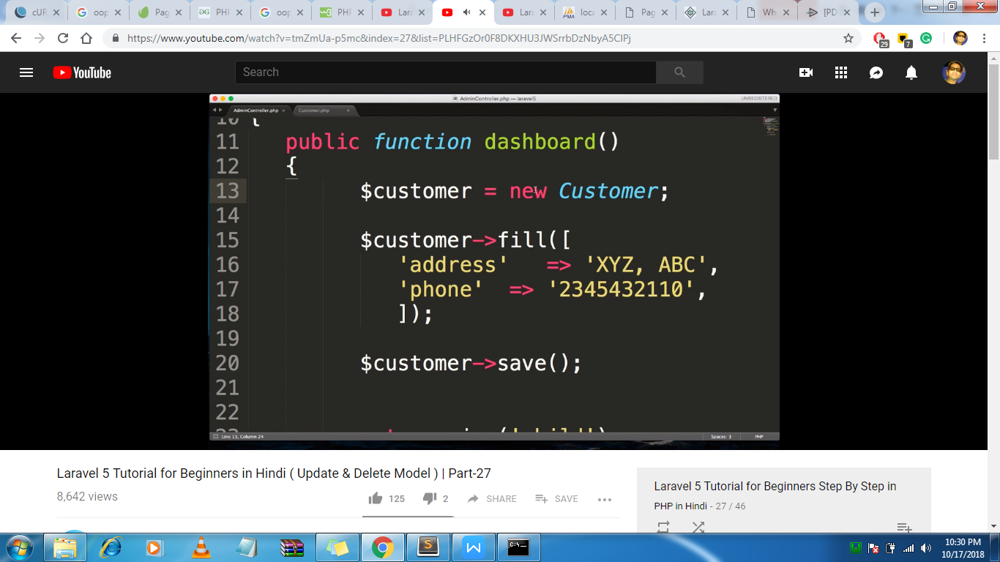 cUR
oop
Pag
PHP
oop
PHP
Lara
Lara
loca
Pag
Lara
Wh
[PD
https://www.youtube.com/watch?v=tmZmUa-p5mc&index=27&list=PLHFGzOr0F8DKXHU3JWSrrbDzNbyA5CIPj
29
7
YouTube
Search
AdminController.php — laravel5
UNREGISTERED
AdminController.php
Customer.php
10 {
11 public function dashboard()
12 {
13 $customer = new Customer;
14
15 $customer->fill([
16 'address' => 'XYZ, ABC',
17 'phone' => '2345432110',
18 ]);
19
20 $customer->save();
21
22
Line 13, Column 24
Spaces: 3
PHP
Laravel 5 Tutorial for Beginners in Hindi ( Update & Delete Model ) | Part-27
8,642 views
125
2
SHARE
SAVE
Laravel 5 Tutorial for Beginners Step By Step in
PHP in Hindi - 27 / 46
10:30 PM
10/17/2018